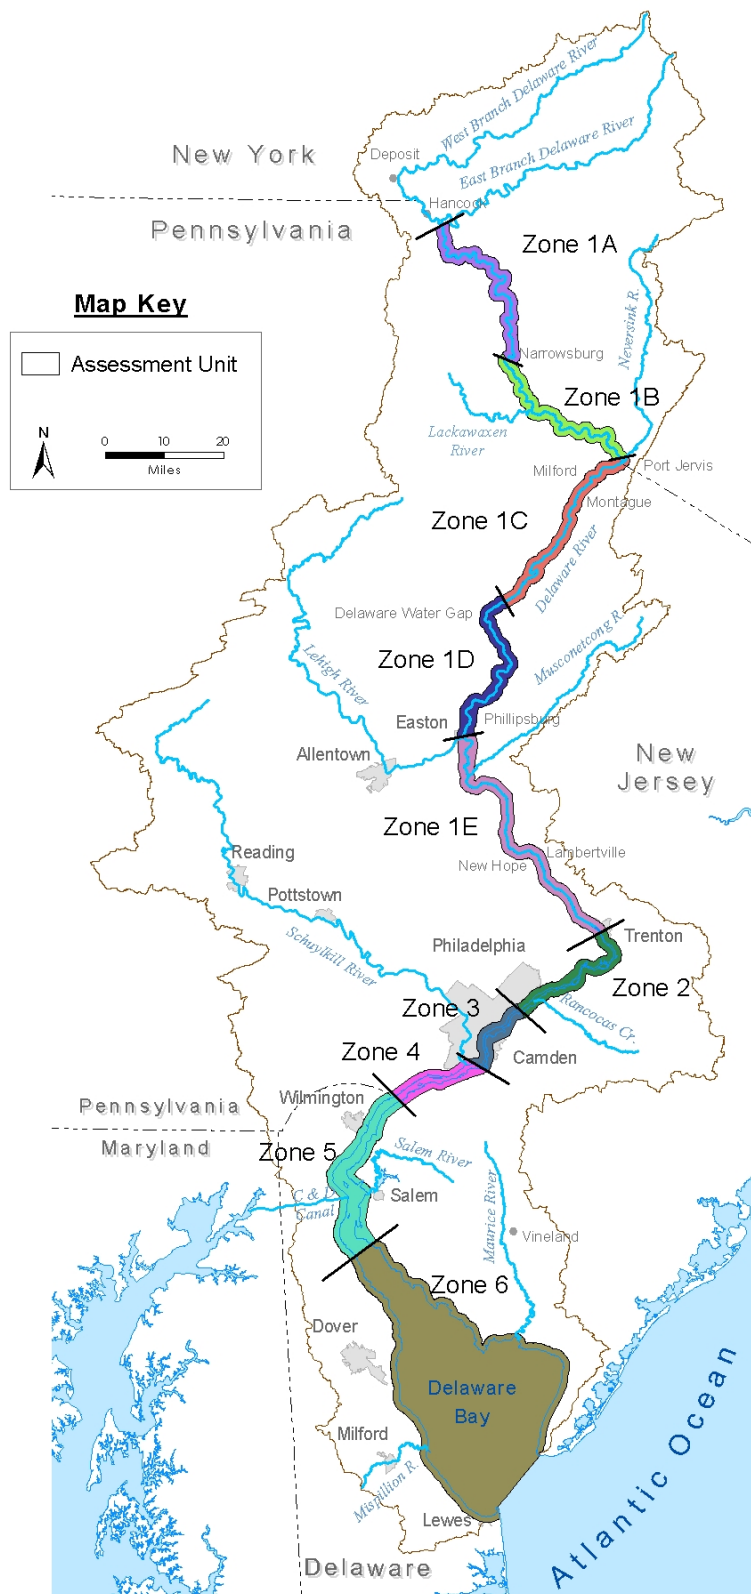 West Branch Delaware River
New York
Deposit
East Branch Delaware River
Hancock
Pennsylvania
Zone 1A
Map Key
Assessment Unit
N
0 10 20
Miles
Neversink R.
Narrowsburg
Zone 1B
Lackawaxen
River
Milford
Port Jervis
Montague
Zone 1C
Delaware River
Delaware Water Gap
Musconetcong R.
Lehigh River
Zone 1D
Easton
Phillipsburg
Allentown
New
Jersey
Zone 1E
Reading
Lambertville
New Hope
Pottstown
Trenton
Philadelphia
Schuylkill River
Zone 2
Zone 3
Rancocas Cr.
Zone 4
Camden
Wilmington
Pennsylvania
Maryland
Zone 5
Salem River
C & D
Canal
Salem
Maurice River
Vineland
Zone 6
Dover
Delaware
Bay
Milford
Mispillion R.
Lewes
Atlantic Ocean
Delaware